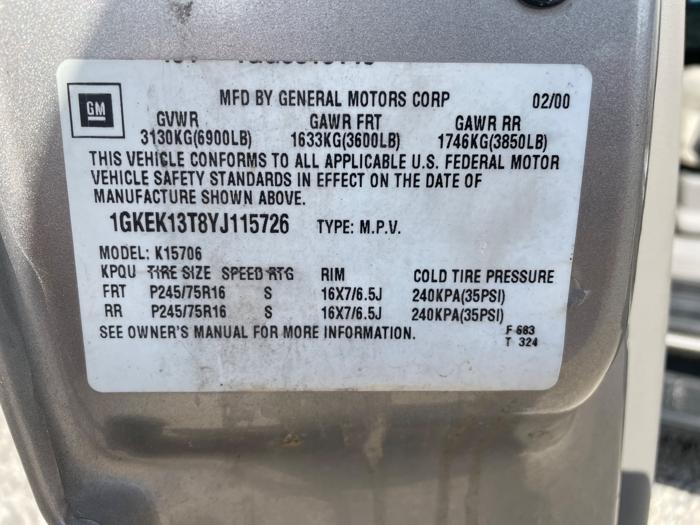 GM
MFD BY GENERAL MOTORS CORP 02/00
GVWR GAWR FRT GAWR RR
3130KG(6900LB) 1633KG(3600LB) 1746KG(3850LB)
THIS VEHICLE CONFORMS TO ALL APPLICABLE U.S. FEDERAL MOTOR
VEHICLE SAFETY STANDARDS IN EFFECT ON THE DATE OF
MANUFACTURE SHOWN ABOVE.
1GKEK13T8YJ115726 TYPE: M.P.V.
MODEL: K15706
KPQU TIRE SIZE SPEED RTG RIM COLD TIRE PRESSURE
FRT P245/75R16 S 16X7/6.5J 240KPA(35PSI)
RR P245/75R16 S 16X7/6.5J 240KPA(35PSI)
SEE OWNER'S MANUAL FOR MORE INFORMATION. F 683
T 324